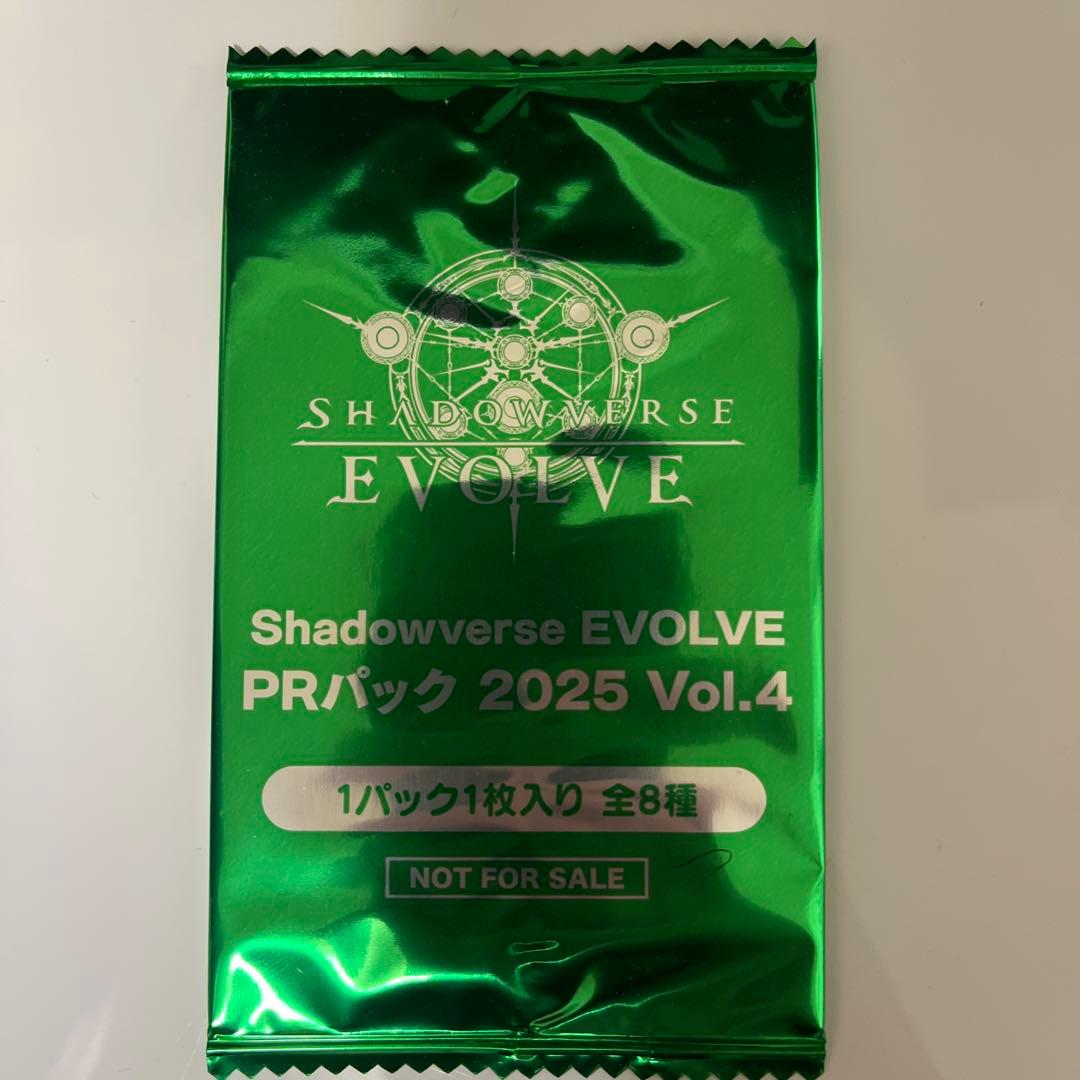 SHADOWVERSE
EVOLVE
Shadowverse EVOLVE
PRパック 2025 Vol.4
1パック1枚入り 全8種
NOT FOR SALE